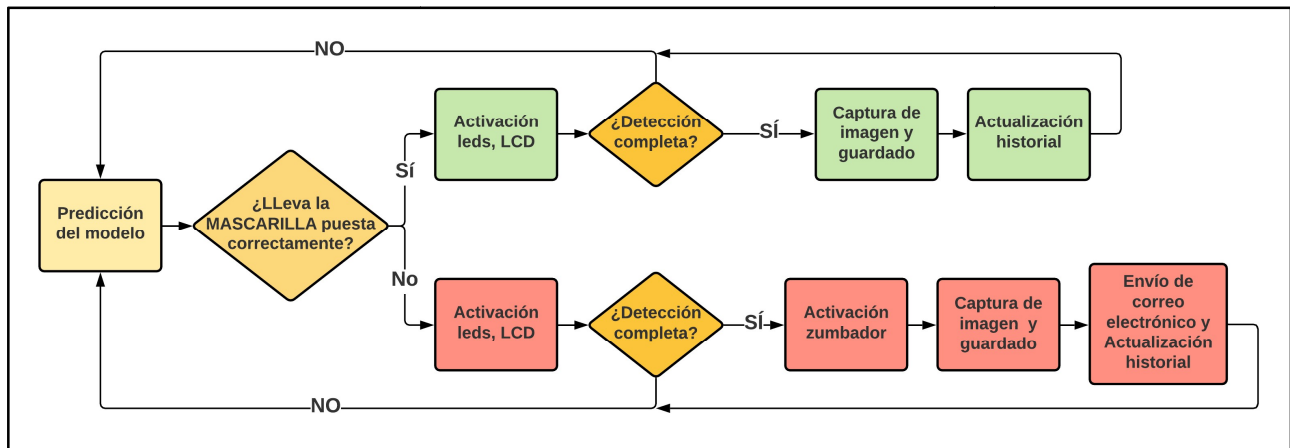 NO
Activación
leds, LCD
¿Detección
completa?
SÍ
Captura de
imagen y
guardado
Actualización
historial
Sí
Predicción
del modelo
¿LLeva la
MASCARILLA puesta
correctamente?
No
Activación
leds, LCD
¿Detección
completa?
SÍ
Activación
zumbador
Captura de
imagen y
guardado
Envío de
correo
electrónico y
Actualización
historial
NO